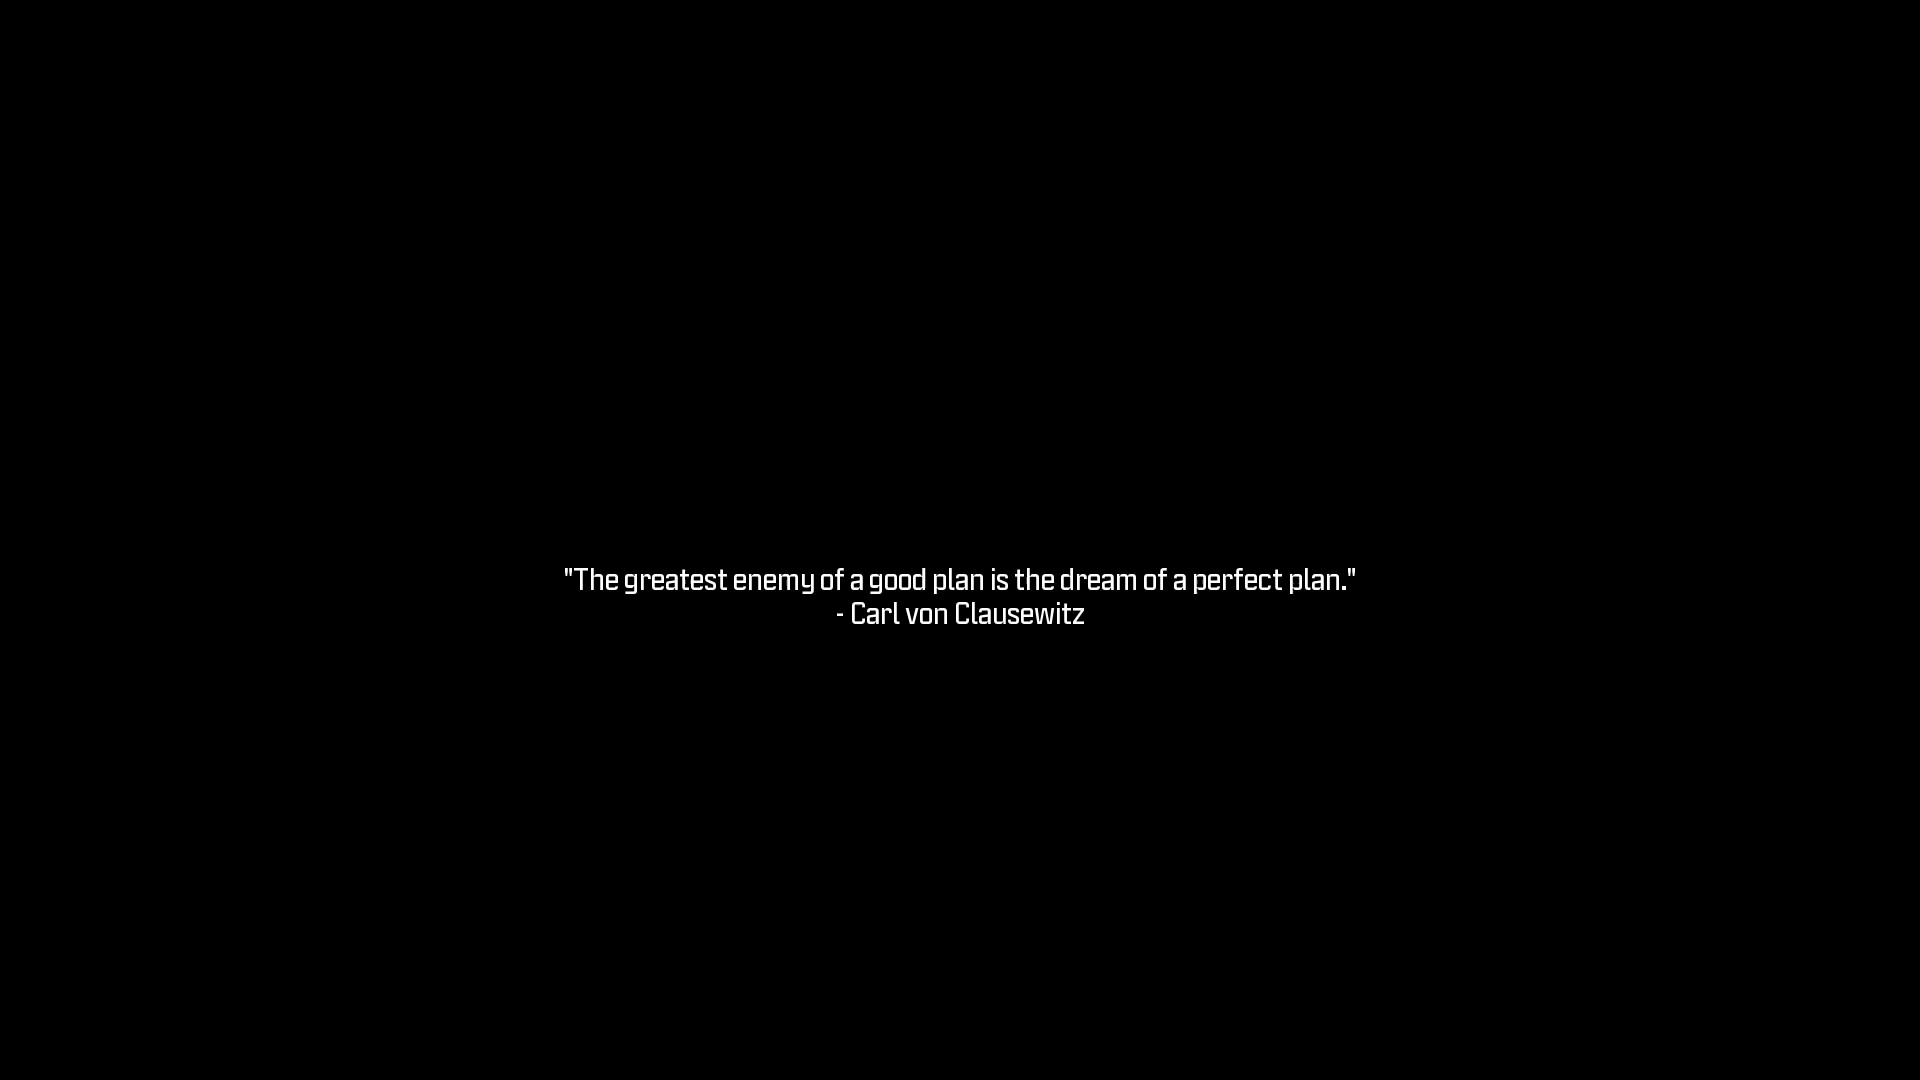 "The greatest enemy of a good plan is the dream of a perfect plan."
- Carl von Clausewitz